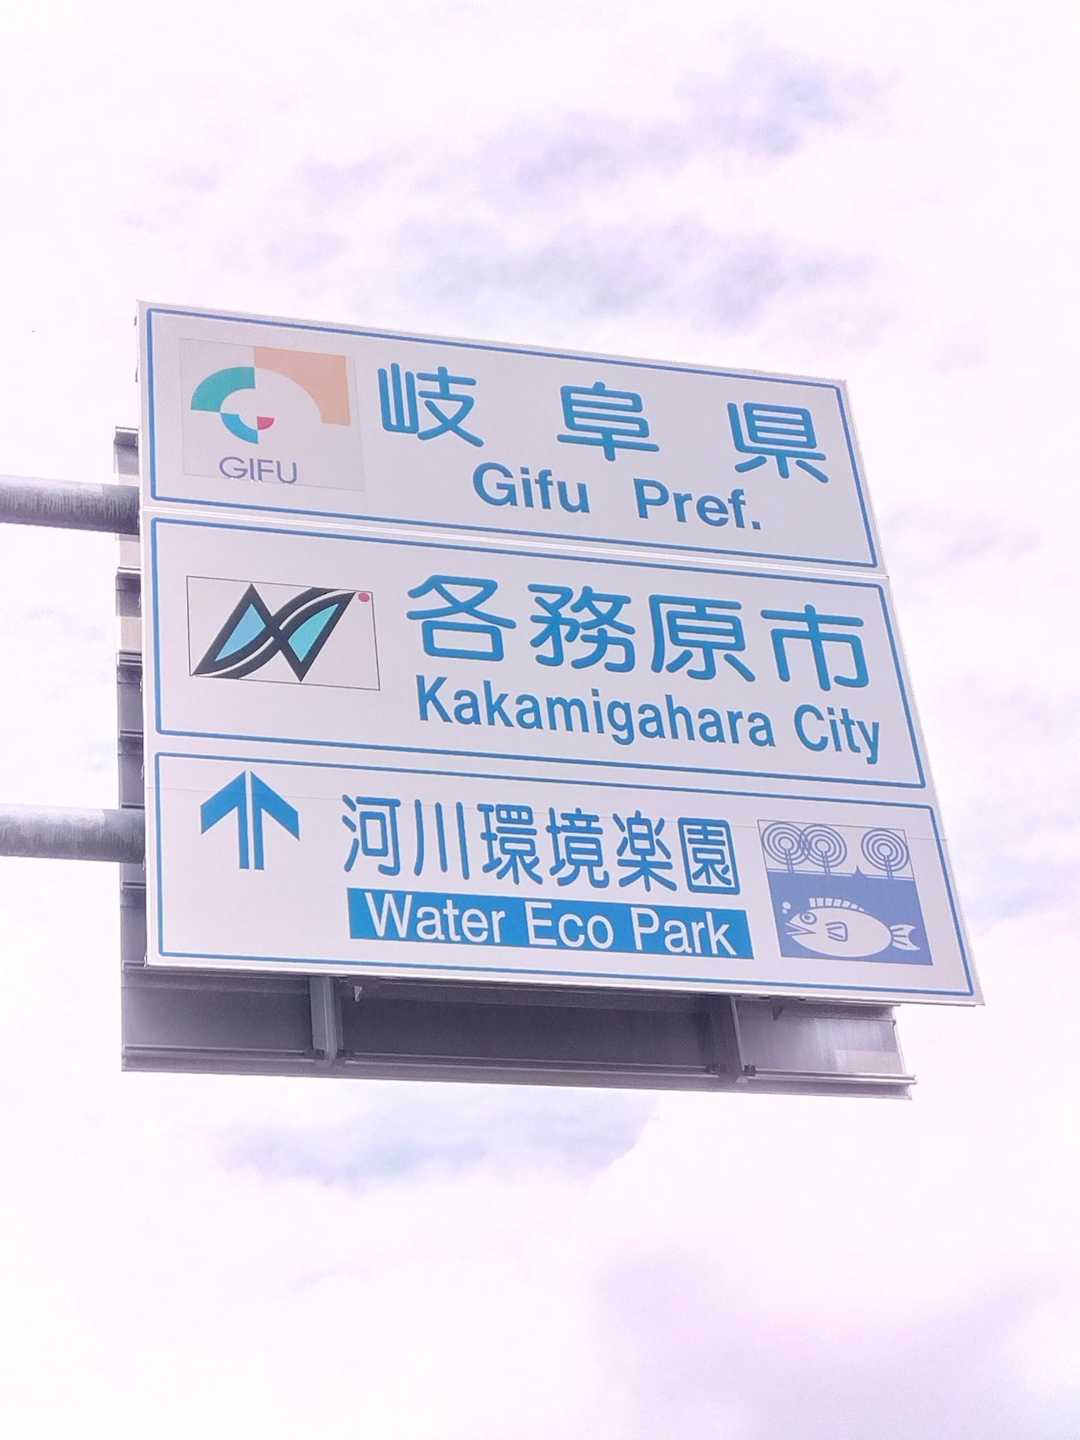 GIFU
岐阜県
Gifu Pref.
各務原市
Kakamigahara City
河川環境楽園
Water Eco Park